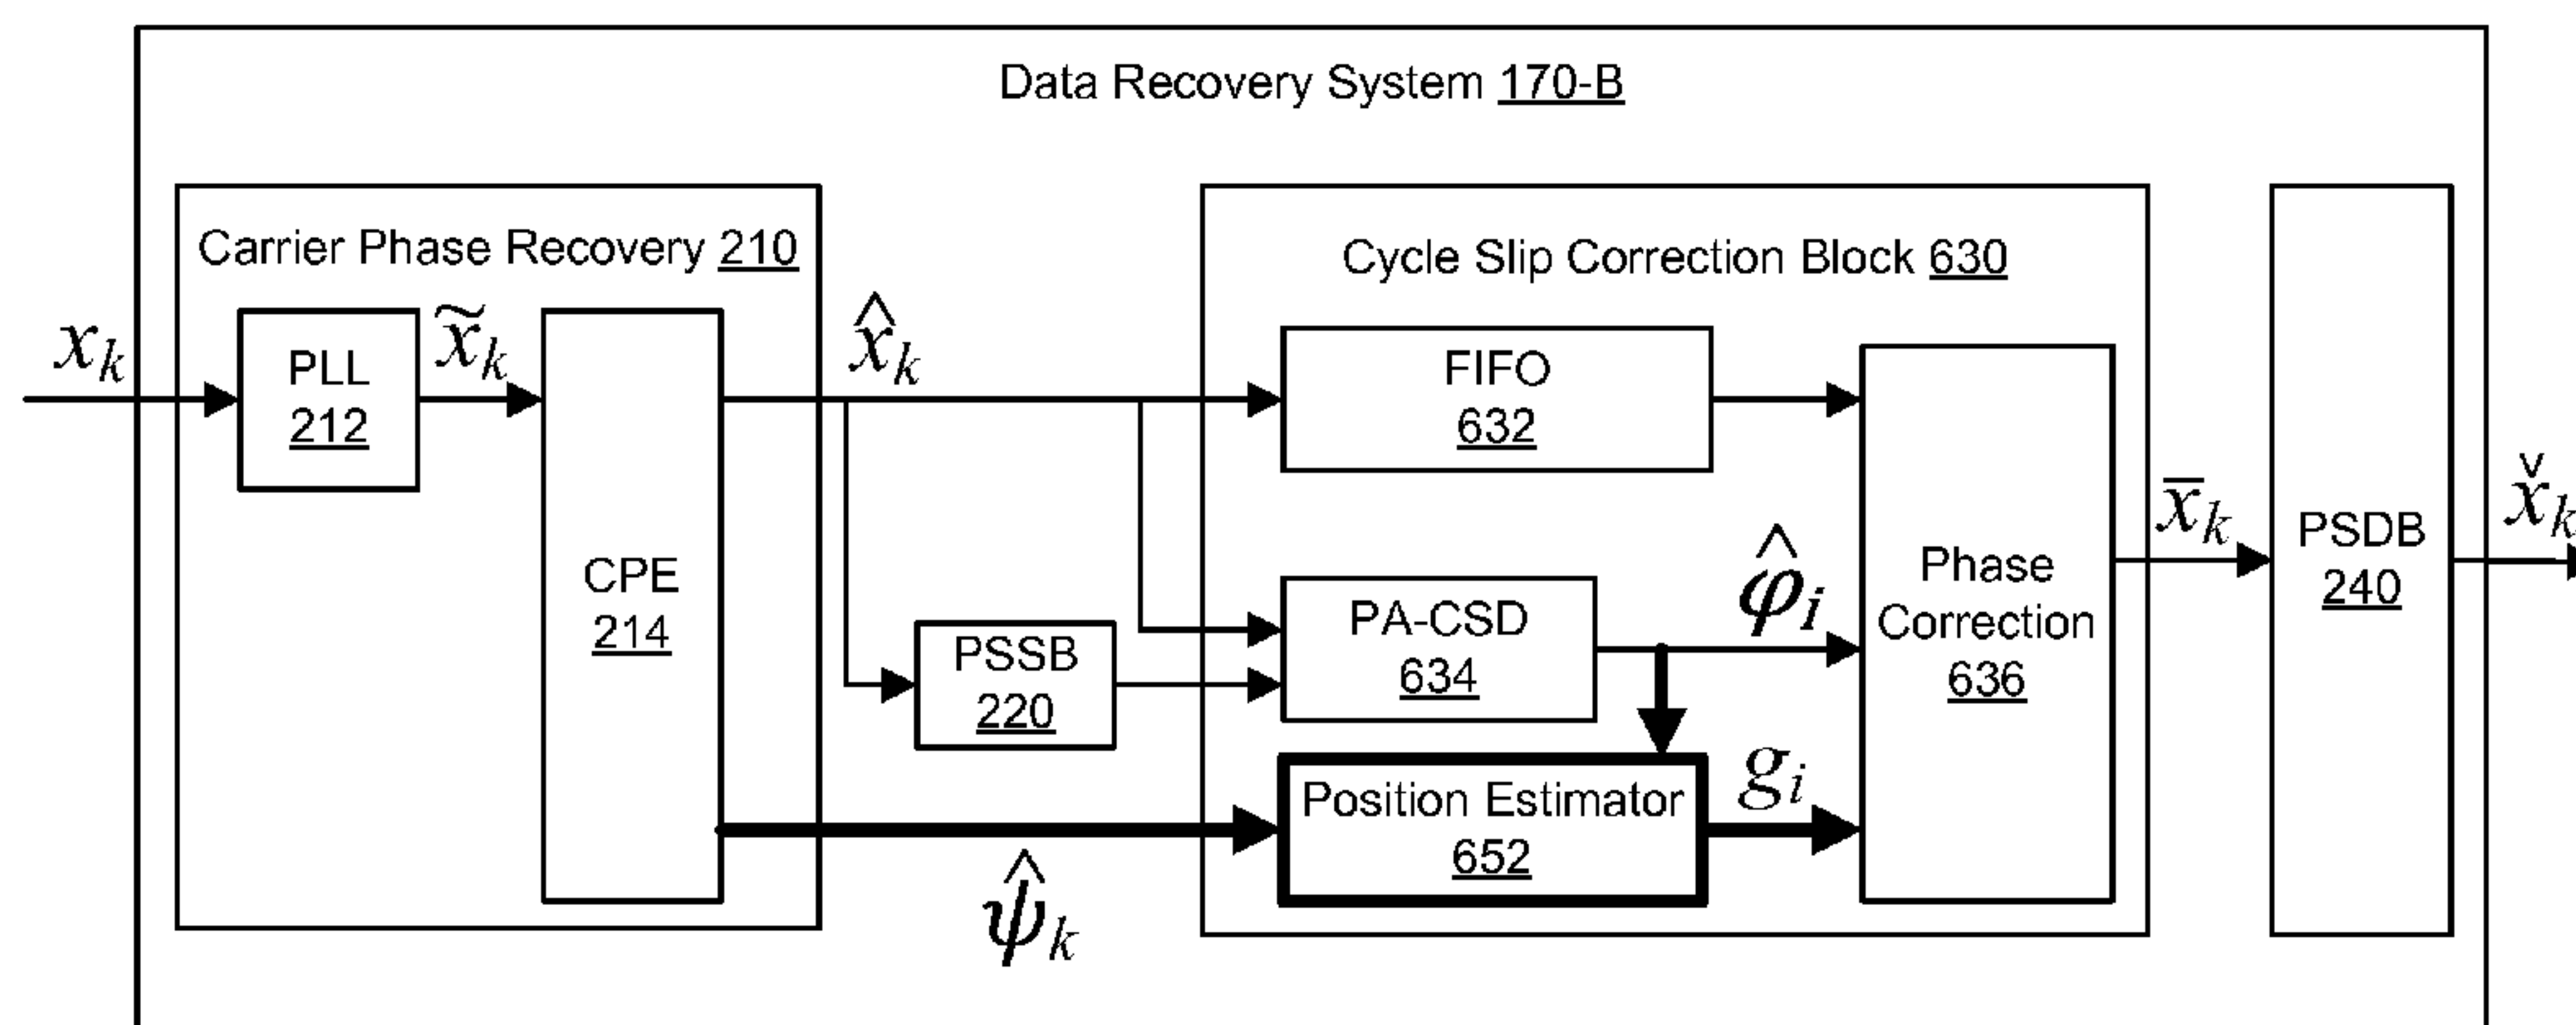 Data Recovery System 170-B
Carrier Phase Recovery 210
Cycle Slip Correction Block 630
x_k
PLL
212
x̃_k
CPE
214
x̂_k
FIFO
632
PSSB
220
PA-CSD
634
φ̂_i
Position Estimator
652
g_i
ψ̂_k
Phase
Correction
636
x̄_k
PSDB
240
x̌_k